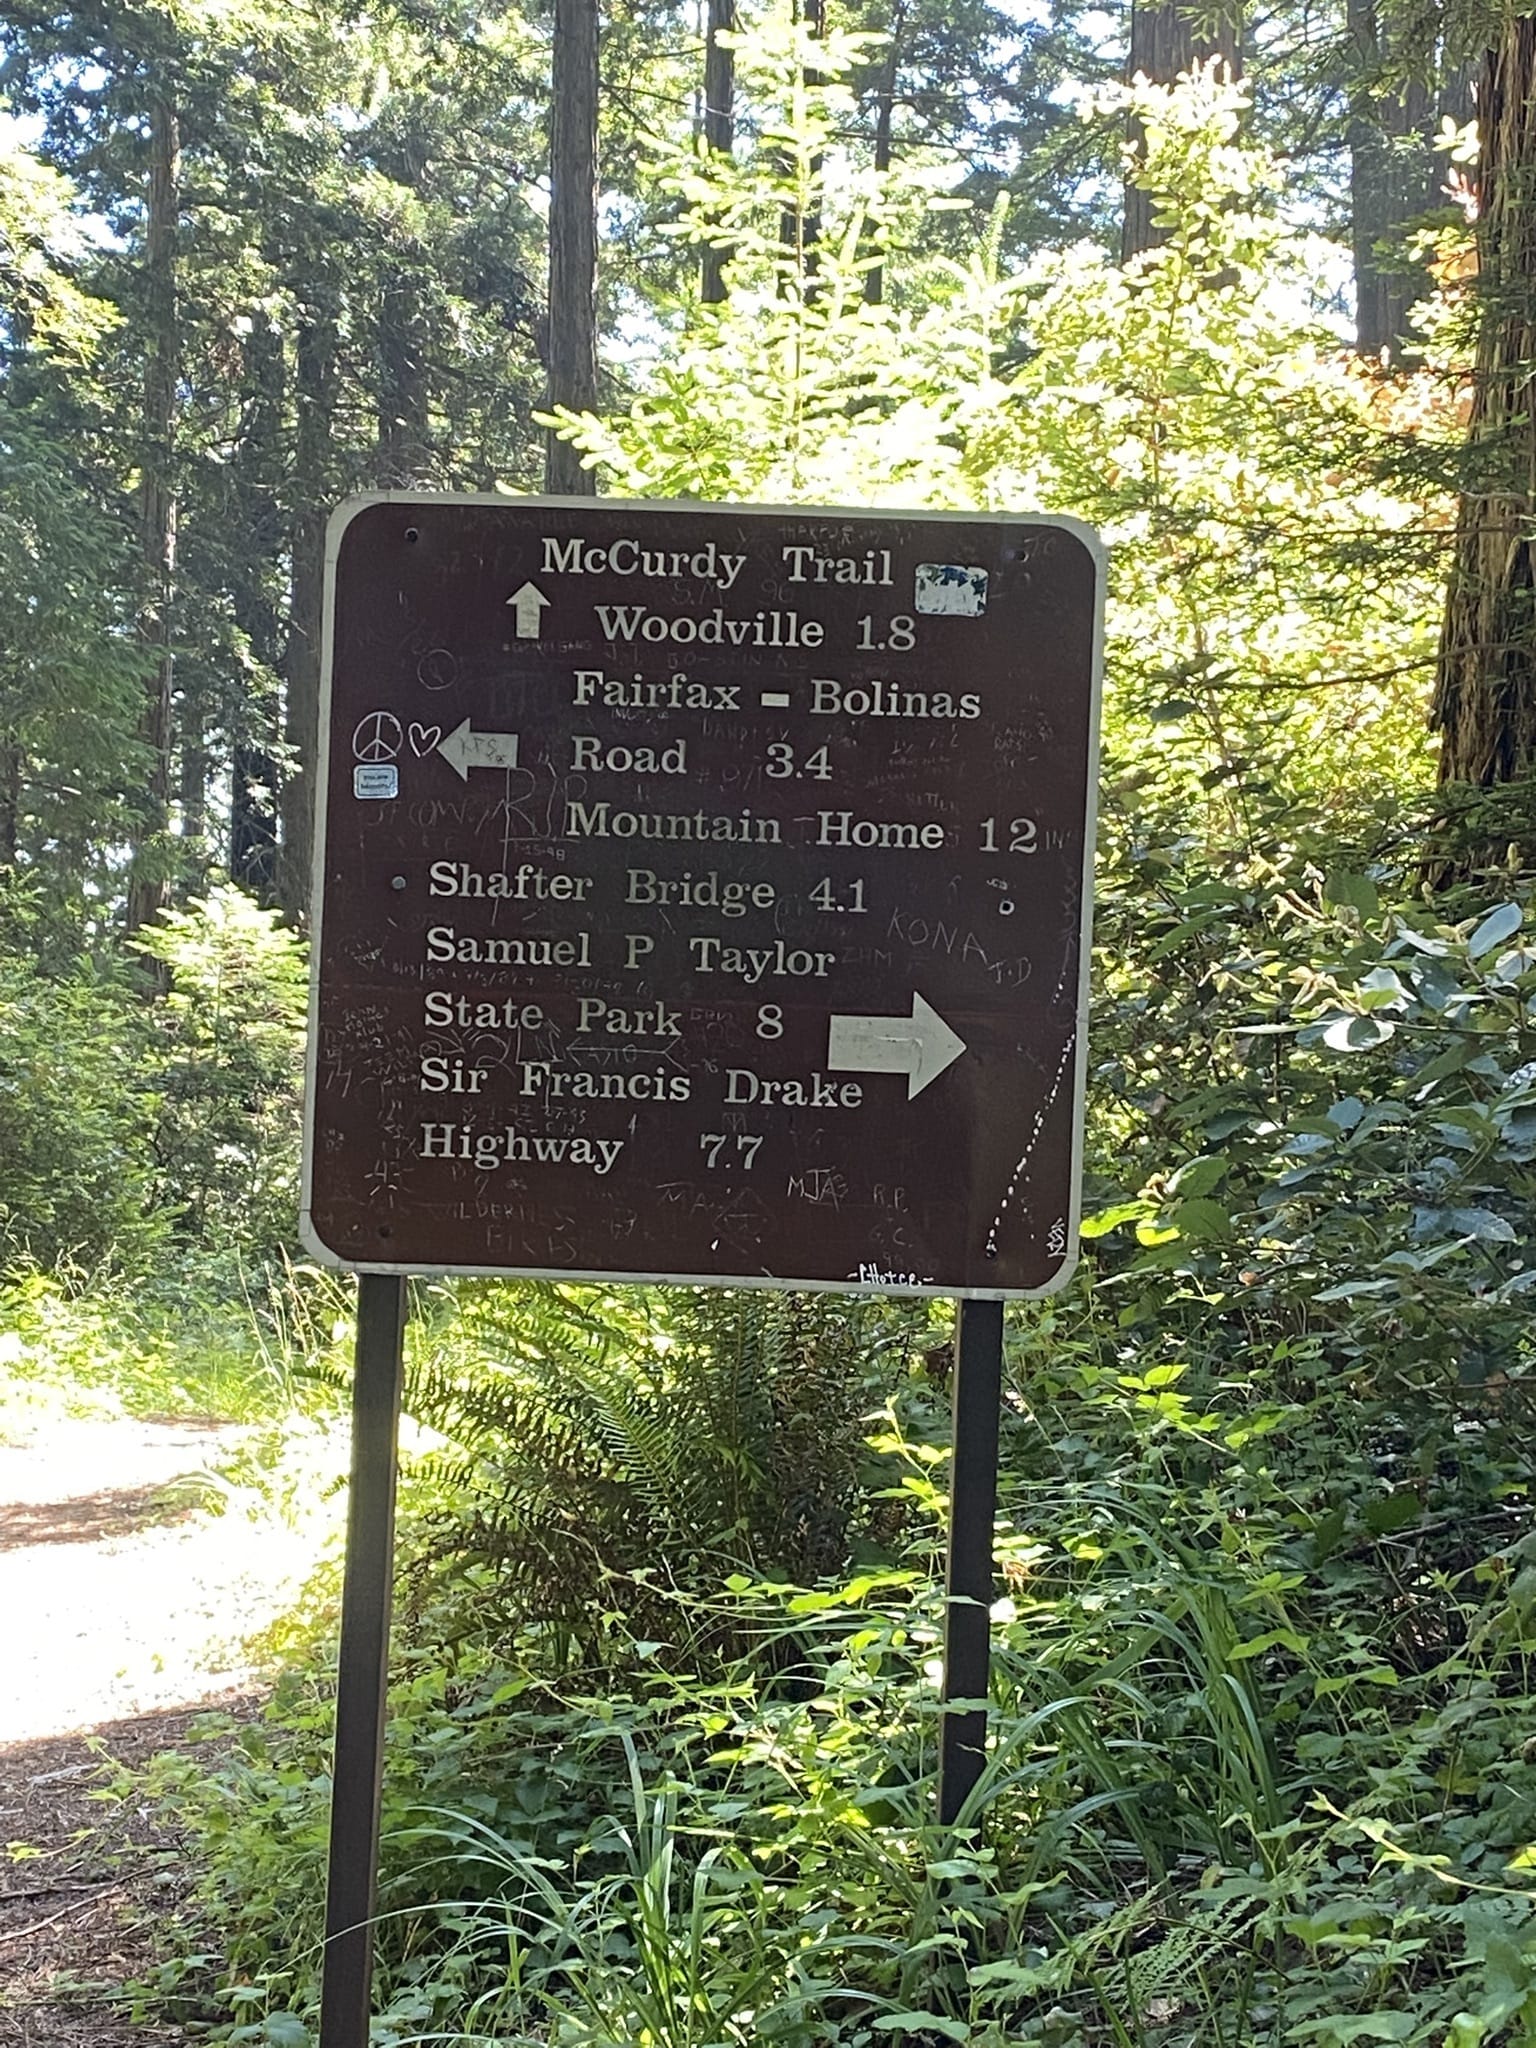 McCurdy Trail
Woodville 1.8
Fairfax - Bolinas
Road 3.4
Mountain Home 12
Shafter Bridge 4.1
KONA
Samuel P Taylor
J.D
State Park 8
Sir Francis Drake
Highway 7.7
MJA
R.P.
G.C.